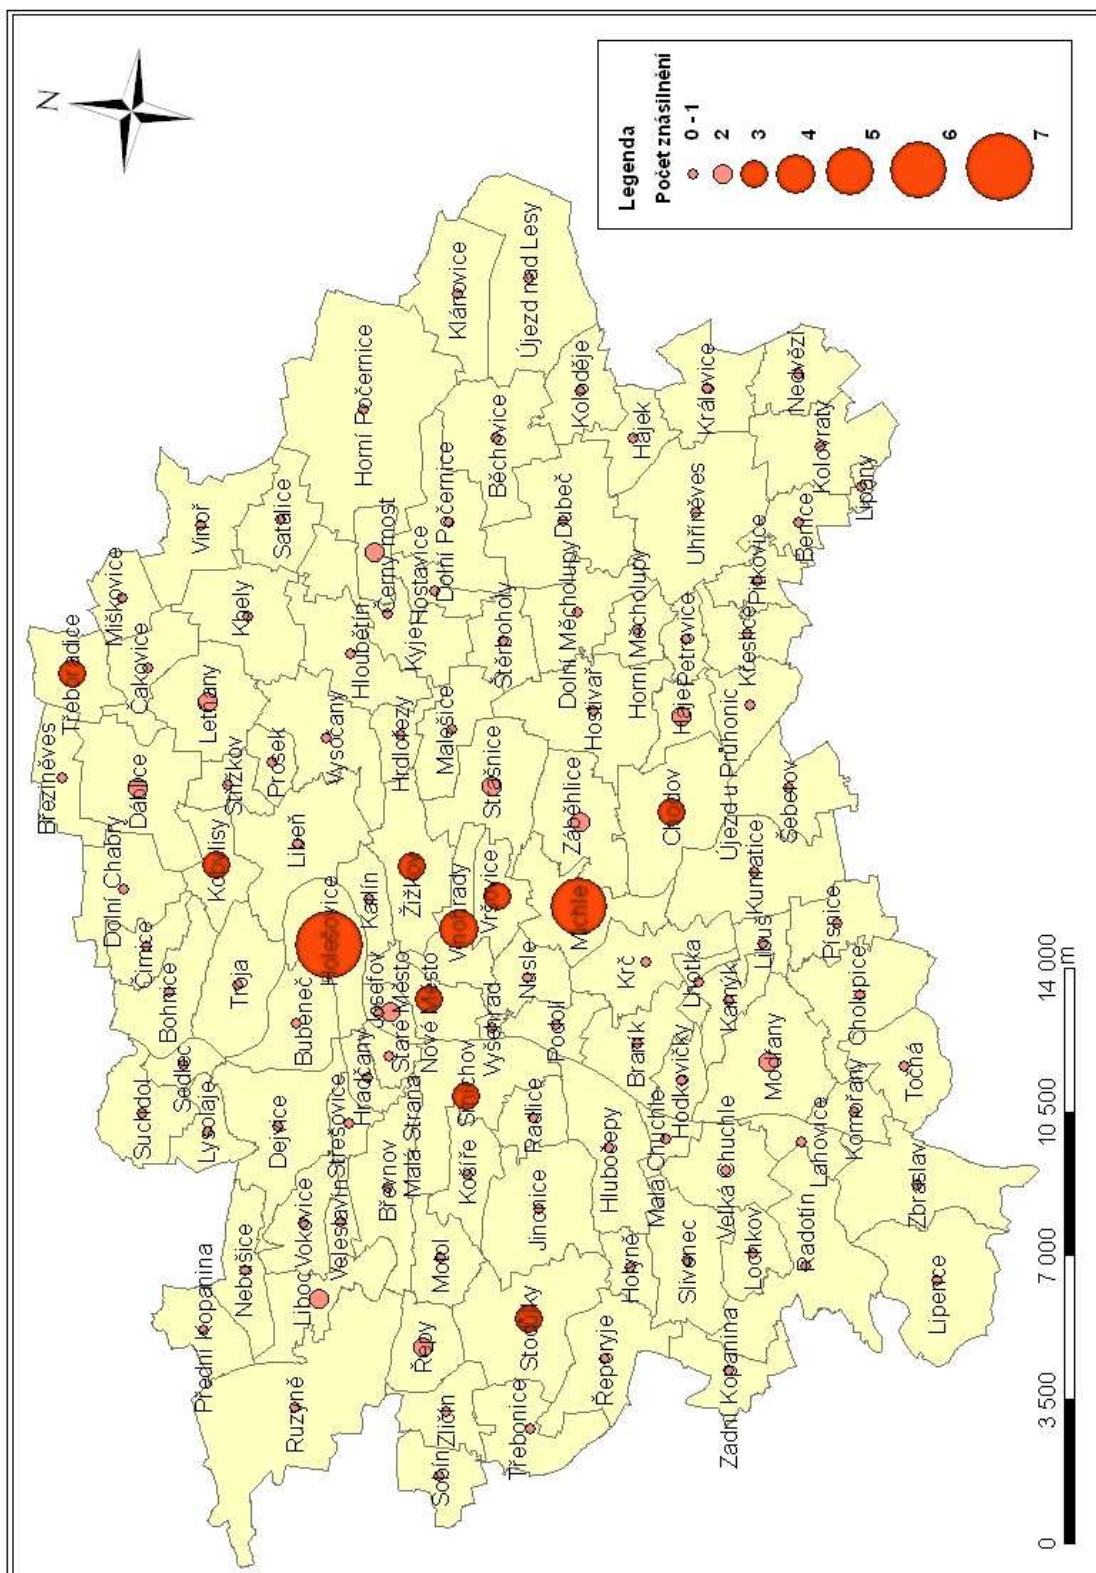 N
Březiněves
Třeboradice
Miškovice
Dolní Chabry
Ďáblice
Čakovice
Vinoř
Suchdol
Čimice
Bohnice
Sedlec
Lysolaje
Kobylisy
Letňany
Střížkov
Kbely
Satalice
Přední Kopanina
Nebušice
Troja
Prosek
Dejvice
Libeň
Ruzyně
Liboc
Vokovice
Veleslavín
Střešovice
Bubeneč
Holešovice
Vysočany
Hloubětín
Horní Počernice
Břevnov
Hradčany
Josefov
Karlín
Černý most
Staré Město
Malá Strana
Žižkov
Hrdlořezy
Kyje
Hostavice
Dolní Počernice
Klánovice
Řepy
Motol
Nové Město
Vinohrady
Malešice
Sobín
Zličín
Košíře
Smíchov
Vyšehrad
Vršovice
Strašnice
Štěrboholy
Běchovice
Újezd nad Lesy
Třebonice
Stodůlky
Jinonice
Radlice
Podolí
Nusle
Michle
Záběhlice
Dolní Měcholupy
Dubeč
Koloděje
Hostivař
Řeporyje
Hlubočepy
Holyně
Malá Chuchle
Braník
Krč
Horní Měcholupy
Hájek
Slivenec
Hodkovičky
Lhotka
Chodov
Háje
Petrovice
Uhříněves
Královice
Zadní Kopanina
Lochkov
Velká Chuchle
Kamýk
Libuš
Kunratice
Újezd u Průhonic
Křeslice
Pitkovice
Radotín
Lahovice
Modřany
Šeberov
Benice
Nedvězí
Kolovraty
Lipany
Komořany
Cholupice
Písnice
Točná
Zbraslav
Lipence
Legenda
Počet znásilnění
0 - 1
2
3
4
5
6
7
0
3 500
7 000
10 500
14 000
m